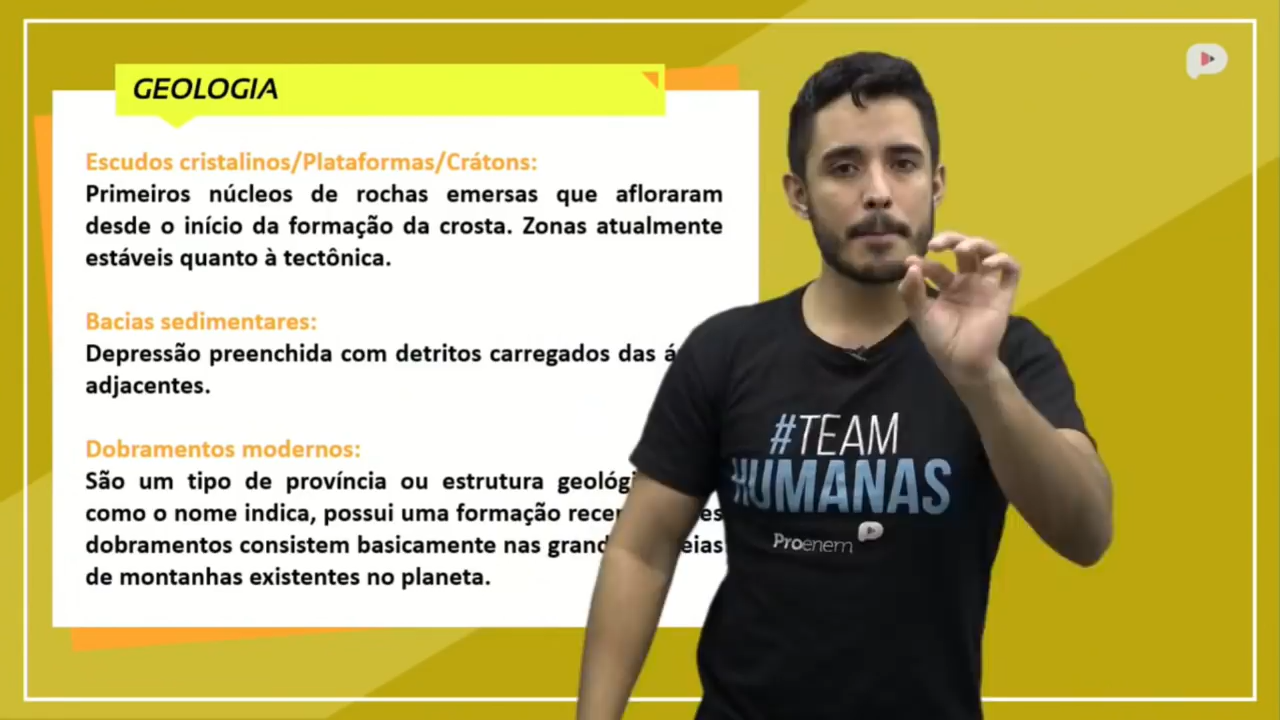 GEOLOGIA
Escudos cristalinos/Plataformas/Crátons:
Primeiros núcleos de rochas emersas que afloraram
desde o início da formação da crosta. Zonas atualmente
estáveis quanto à tectônica.
Bacias sedimentares:
Depressão preenchida com detritos carregados das
adjacentes.
Dobramentos modernos:
São um tipo de província ou estrutura
como o nome indica, possui uma formação
dobramentos consistem basicamente nas
de montanhas existentes no planeta.
#TEAM
HUMANAS
Proenem